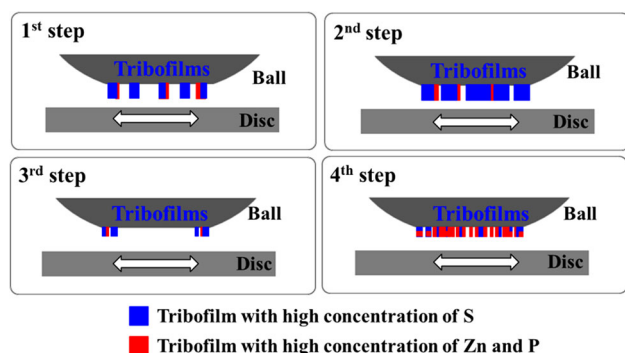 1st step
Tribofilms
Ball
Disc
2nd step
Tribofilms
Ball
Disc
3rd step
Tribofilms
Ball
Disc
4th step
Tribofilms
Ball
Disc
Tribofilm with high concentration of S
Tribofilm with high concentration of Zn and P